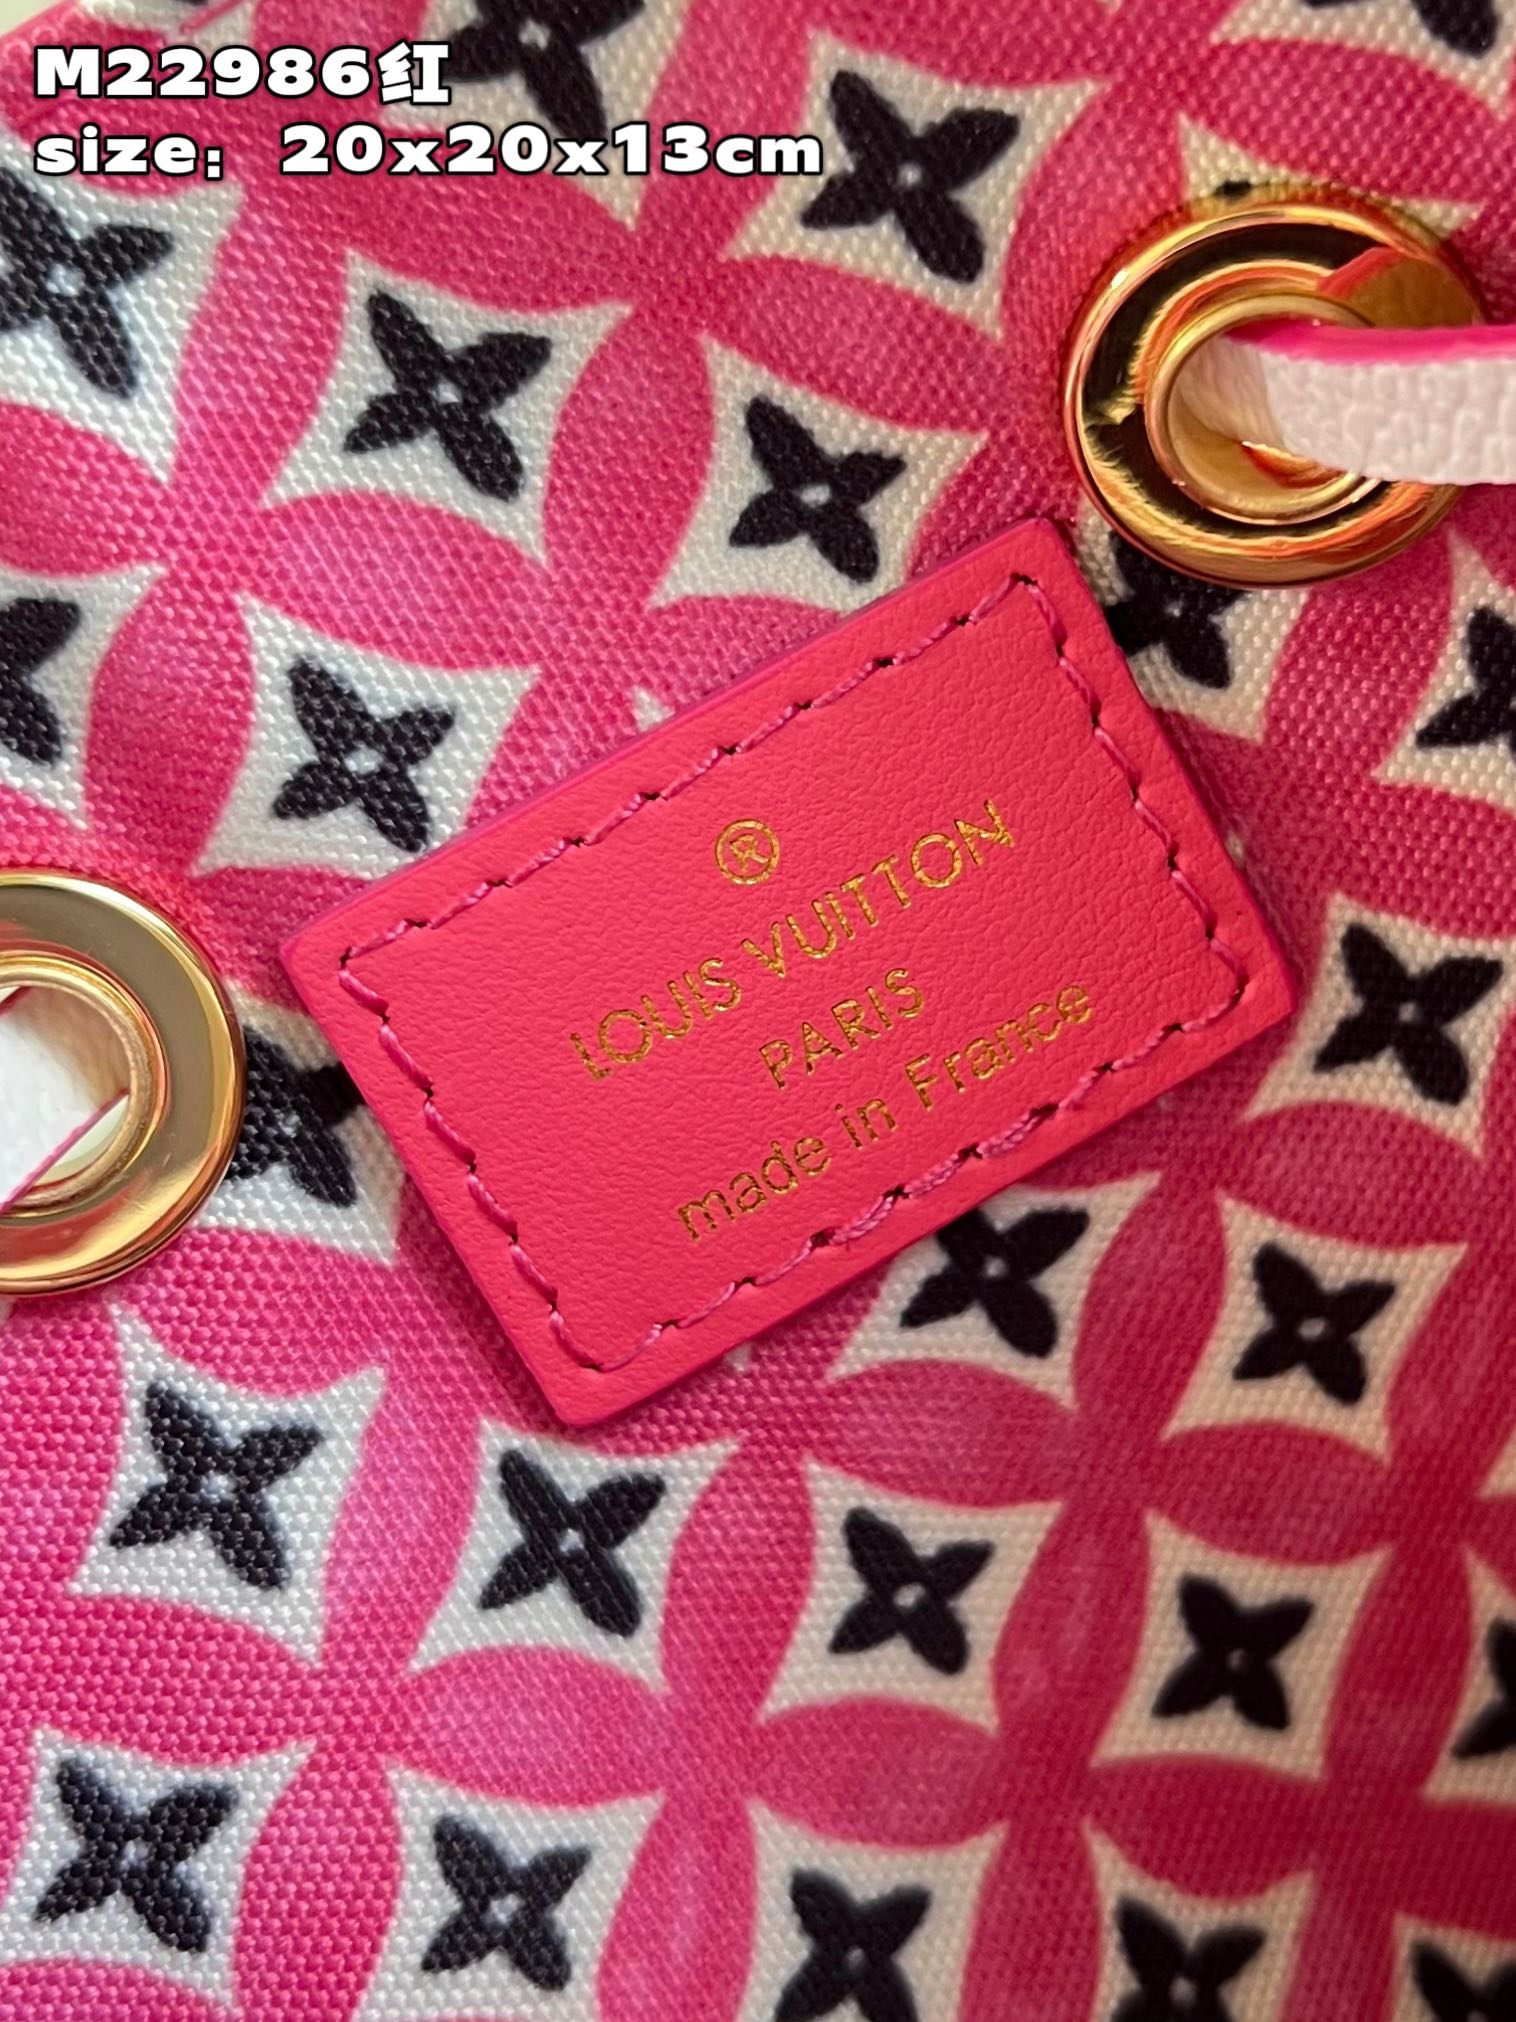 M22986红
size: 20x20x13cm
®
LOUIS VUITTON
PARIS
made in France